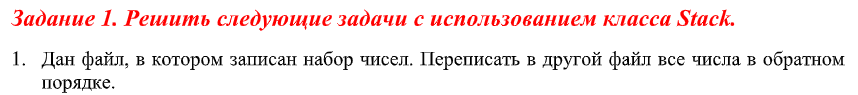 Задание 1. Решить следующие задачи с использованием класса Stack.
1. Дан файл, в котором записан набор чисел. Переписать в другой файл все числа в обратном
порядке.